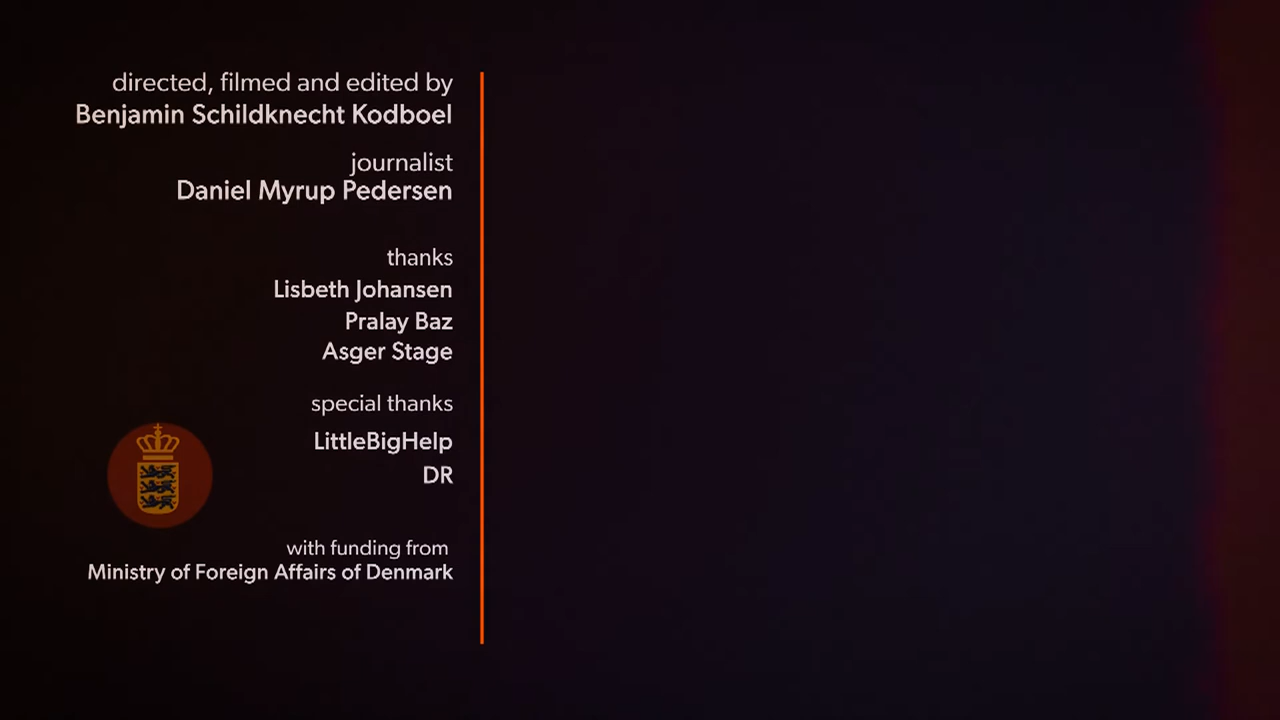 directed, filmed and edited by
Benjamin Schildknecht Kodboel
journalist
Daniel Myrup Pedersen
thanks
Lisbeth Johansen
Pralay Baz
Asger Stage
special thanks
LittleBigHelp
DR
with funding from
Ministry of Foreign Affairs of Denmark